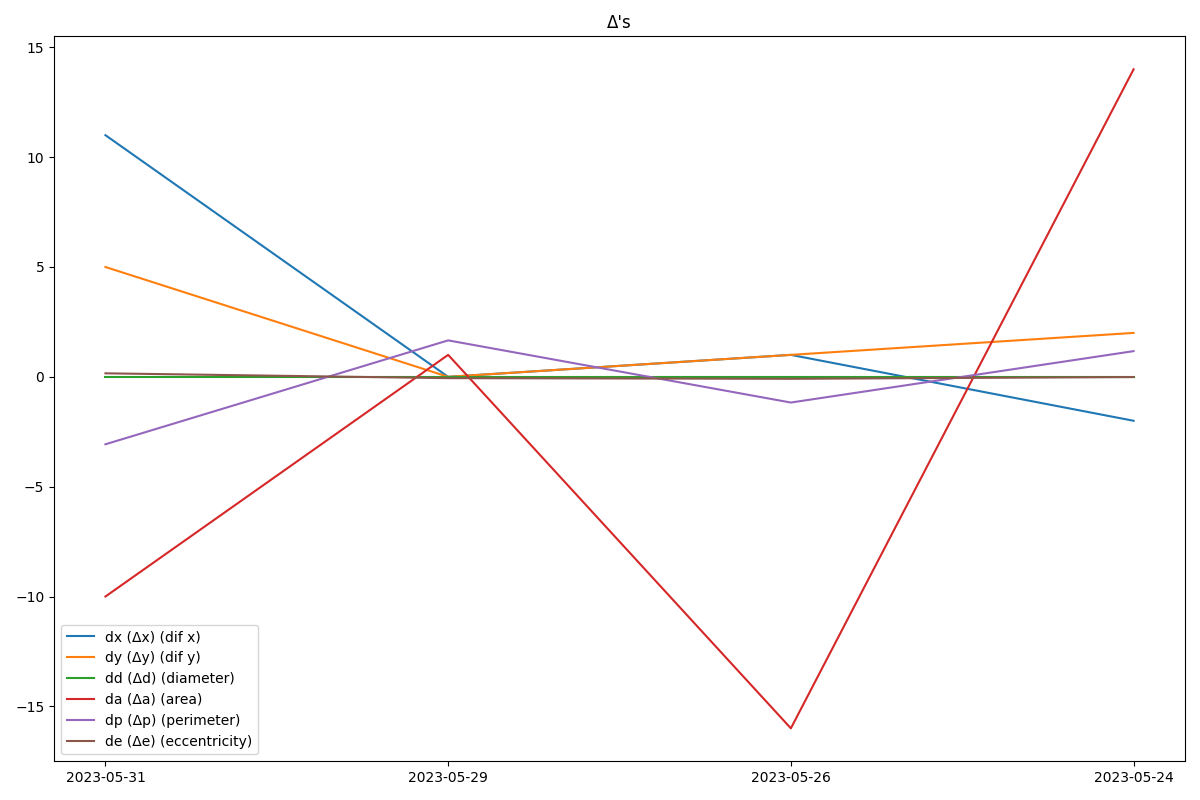 Δ's
15
10
5
0
−5
−10
−15
dx (Δx) (dif x)
dy (Δy) (dif y)
dd (Δd) (diameter)
da (Δa) (area)
dp (Δp) (perimeter)
de (Δe) (eccentricity)
2023-05-31 2023-05-29 2023-05-26 2023-05-24